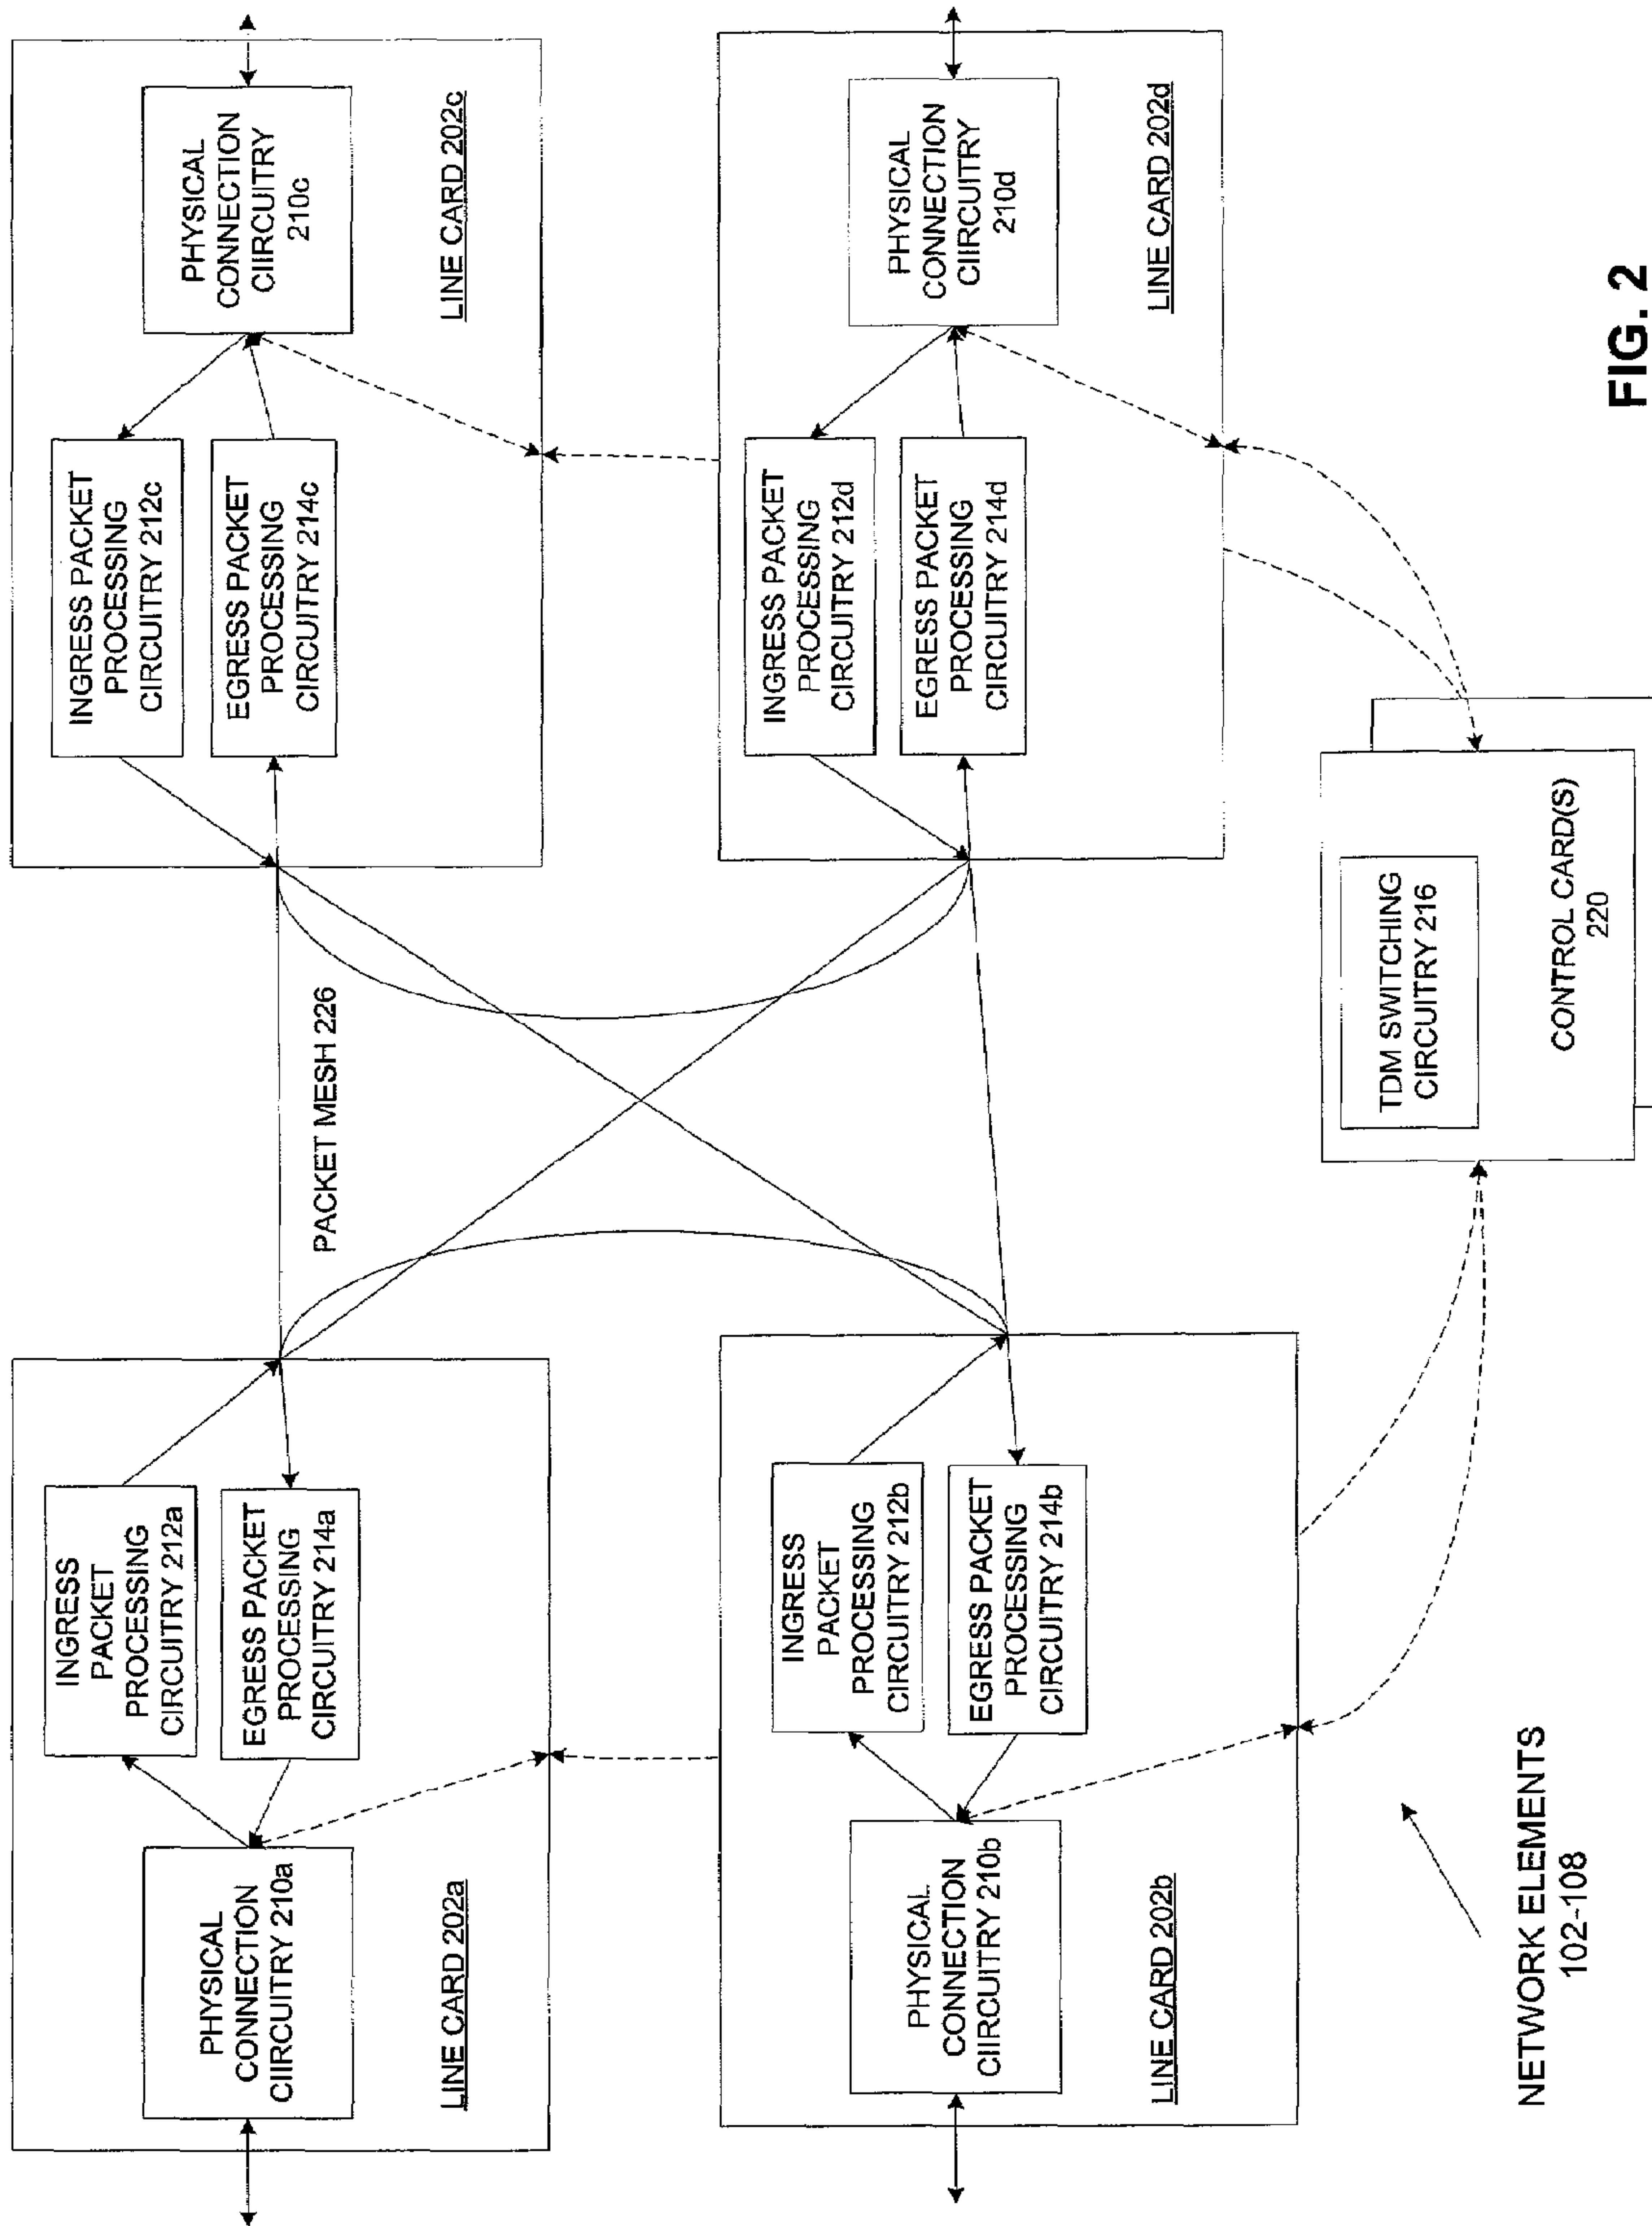 PHYSICAL
CONNECTION
CIIRCUITRY 210a
INGRESS
PACKET
PROCESSING
CIRCUITRY 212a
EGRESS PACKET
PROCESSING
CIRCUITRY 214a
LINE CARD 202a
PACKET MESH 226
INGRESS PACKET
PROCESSING
CIRCUITRY 212c
EGRESS PACKET
PROCESSING
CIRCUITRY 214c
PHYSICAL
CONNECTION
CIIRCUITRY
210c
LINE CARD 202c
PHYSICAL
CONNECTION
CIIRCUITRY 210b
INGRESS
PACKET
PROCESSING
CIRCUITRY 212b
EGRESS PACKET
PROCESSING
CIRCUITRY 214b
LINE CARD 202b
INGRESS PACKET
PROCESSING
CIRCUITRY 212d
EGRESS PACKET
PROCESSING
CIRCUITRY 214d
PHYSICAL
CONNECTION
CIIRCUITRY
210d
LINE CARD 202d
TDM SWITCHING
CIRCUITRY 216
CONTROL CARD(S)
220
NETWORK ELEMENTS
102-108
FIG. 2